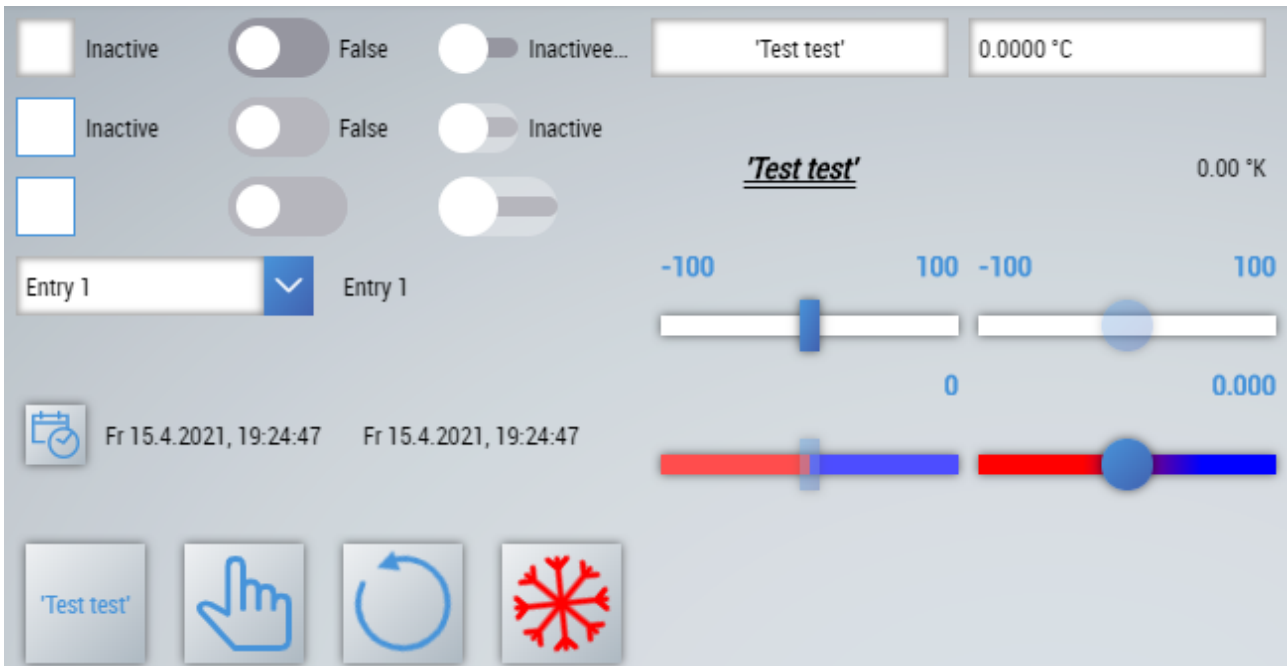 Inactive False Inactivee... 'Test test' 0.0000 °C
Inactive False Inactive
'Test test' 0.00 °K
Entry 1 Entry 1
-100 100 -100 100
0 0.000
Fr 15.4.2021, 19:24:47 Fr 15.4.2021, 19:24:47
'Test test'